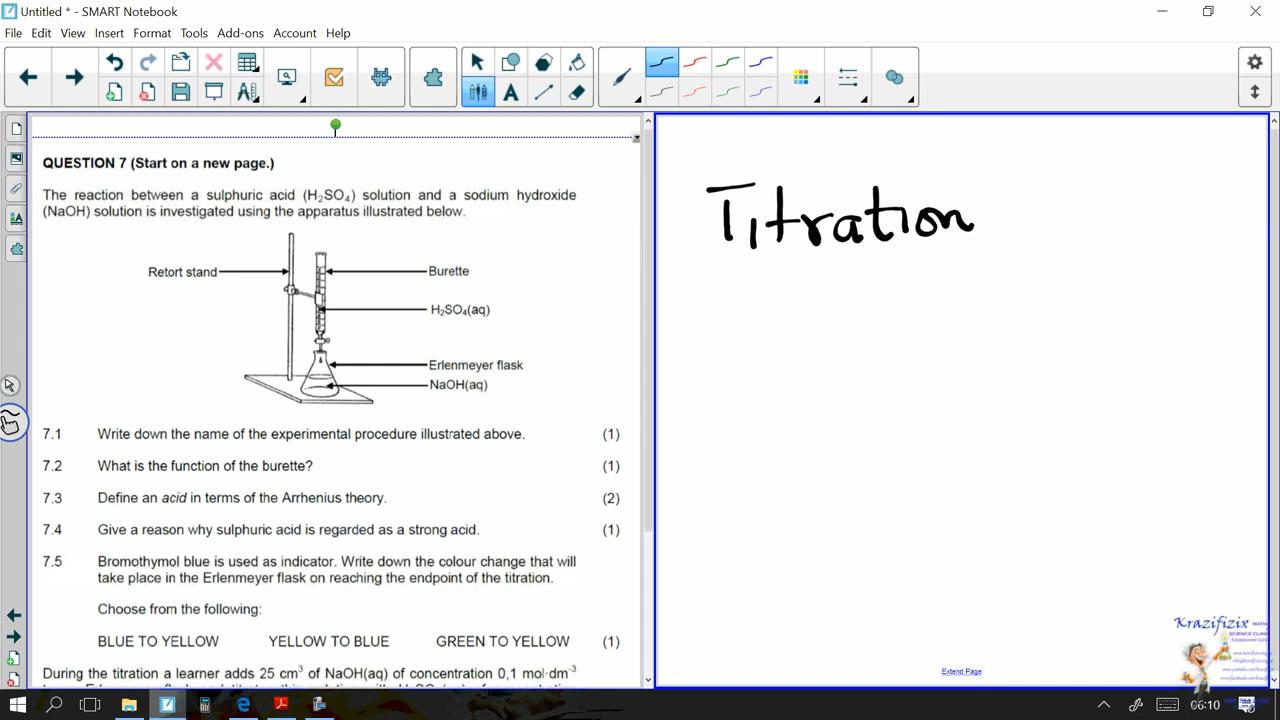 Untitled * - SMART Notebook
File Edit View Insert Format Tools Add-ons Account Help
QUESTION 7 (Start on a new page.)
The reaction between a sulphuric acid (H₂SO₄) solution and a sodium hydroxide
(NaOH) solution is investigated using the apparatus illustrated below.
Retort stand
Burette
H₂SO₄(aq)
Erlenmeyer flask
NaOH(aq)
7.1 Write down the name of the experimental procedure illustrated above. (1)
7.2 What is the function of the burette? (1)
7.3 Define an acid in terms of the Arrhenius theory. (2)
7.4 Give a reason why sulphuric acid is regarded as a strong acid. (1)
7.5 Bromothymol blue is used as indicator. Write down the colour change that will
take place in the Erlenmeyer flask on reaching the endpoint of the titration.
Choose from the following:
BLUE TO YELLOW YELLOW TO BLUE GREEN TO YELLOW (1)
During the titration a learner adds 25 cm³ of NaOH(aq) of concentration 0,1 mol·dm⁻³
Titration
Krazifizix MATH
SCIENCE CLINIC
Extend Page
06:10